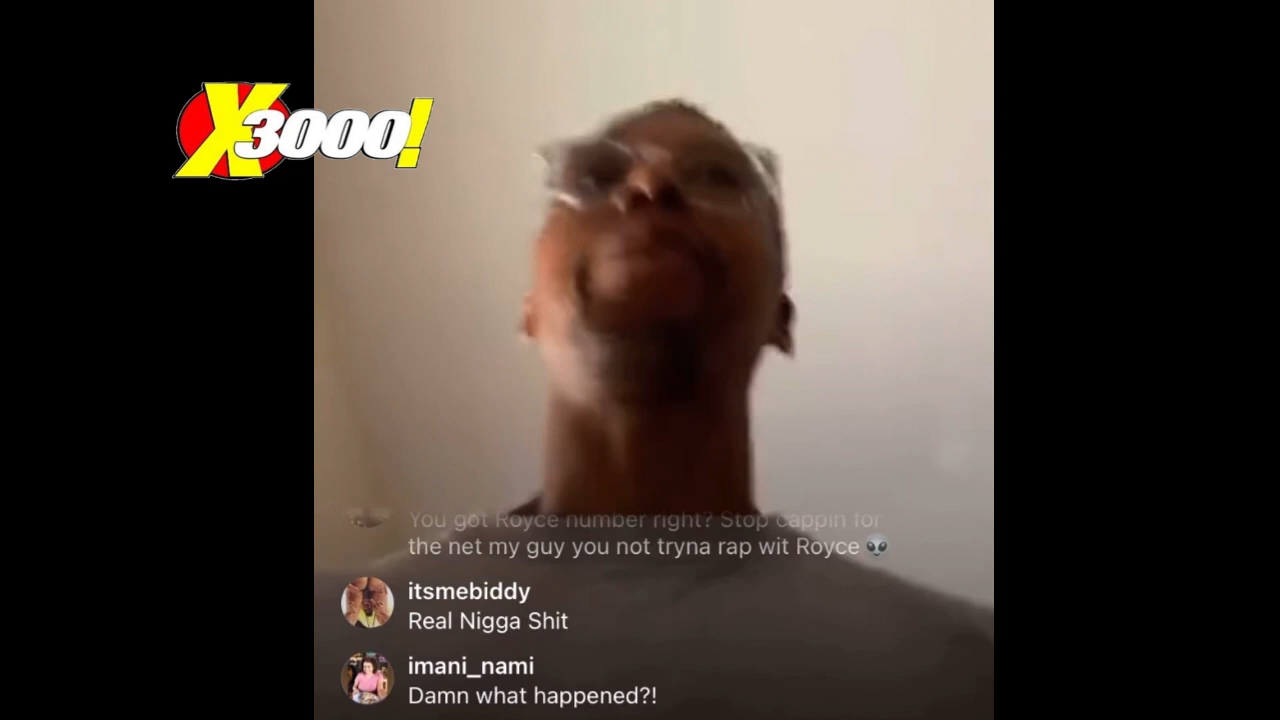 X3000!
You got Royce number right? Stop cappin for
the net my guy you not tryna rap wit Royce 👽
itsmebiddy
Real Nigga Shit
imani_nami
Damn what happened?!